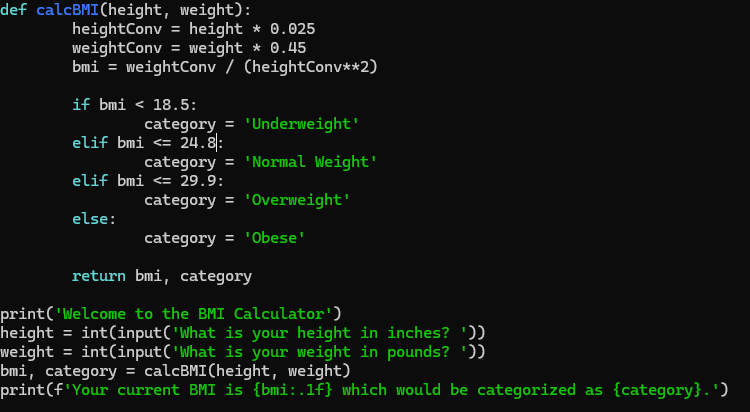 def calcBMI(height, weight):
        heightConv = height * 0.025
        weightConv = weight * 0.45
        bmi = weightConv / (heightConv**2)

        if bmi < 18.5:
                category = 'Underweight'
        elif bmi <= 24.8:
                category = 'Normal Weight'
        elif bmi <= 29.9:
                category = 'Overweight'
        else:
                category = 'Obese'

        return bmi, category

print('Welcome to the BMI Calculator')
height = int(input('What is your height in inches? '))
weight = int(input('What is your weight in pounds? '))
bmi, category = calcBMI(height, weight)
print(f'Your current BMI is {bmi:.1f} which would be categorized as {category}.')